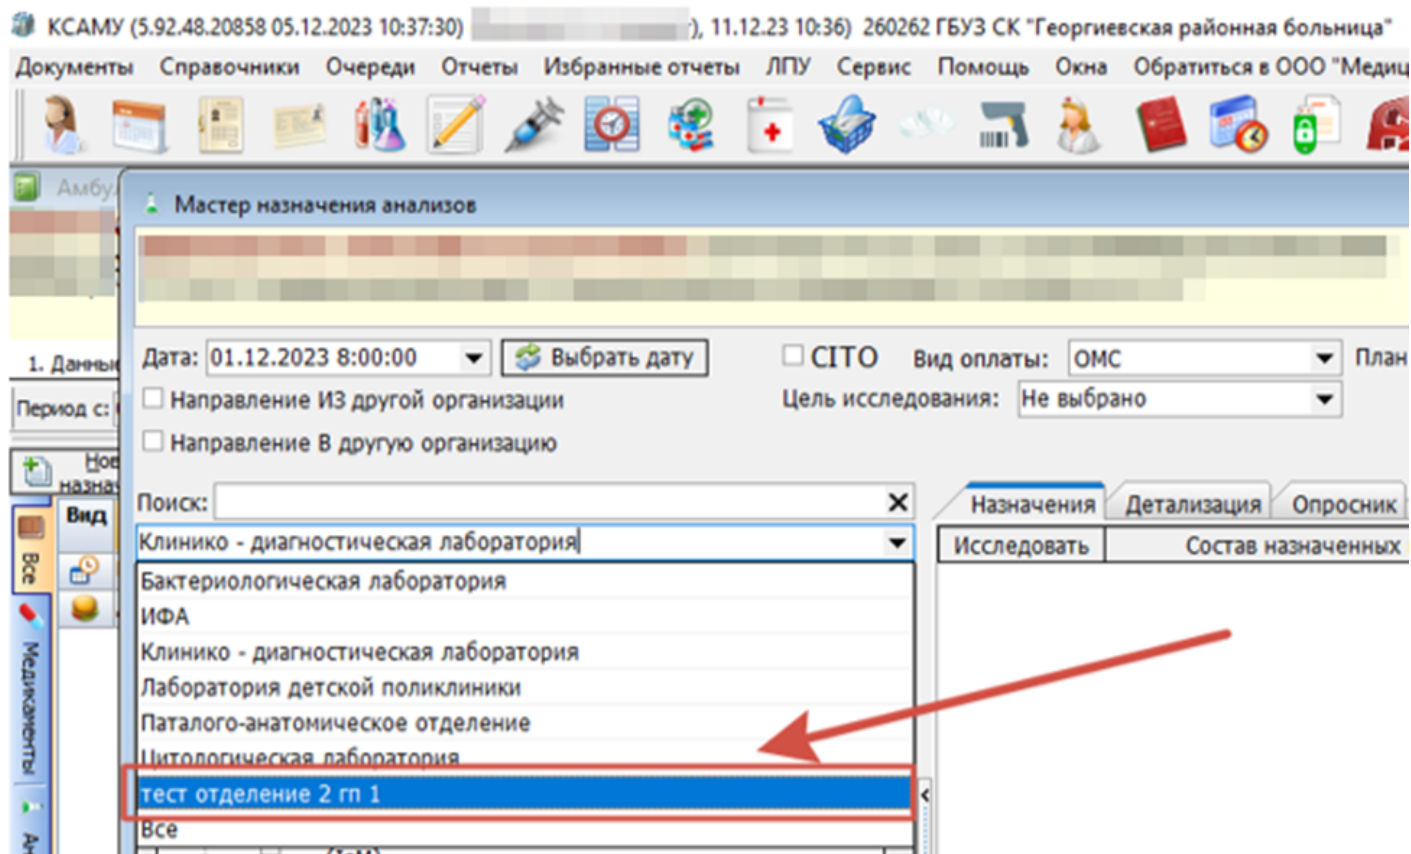 КСАМУ (5.92.48.20858 05.12.2023 10:37:30) ), 11.12.23 10:36) 260262 ГБУЗ СК "Георгиевская районная больница"
Документы Справочники Очереди Отчеты Избранные отчеты ЛПУ Сервис Помощь Окна Обратиться в ООО "Медиц
Амбу
Мастер назначения анализов
1. Данные
Дата: 01.12.2023 8:00:00 Выбрать дату CITO Вид оплаты: ОМС План
Период с: Направление ИЗ другой организации Цель исследования: Не выбрано
Направление В другую организацию
Нов
назнач
Поиск:
Назначения Детализация Опросник
Вид
Клинико - диагностическая лаборатория
Исследовать Состав назначенных
Все
Бактериологическая лаборатория
ИФА
Клинико - диагностическая лаборатория
Медикаменты
Лаборатория детской поликлиники
Паталого-анатомическое отделение
Цитологическая лаборатория
тест отделение 2 гп 1
Ан
Все